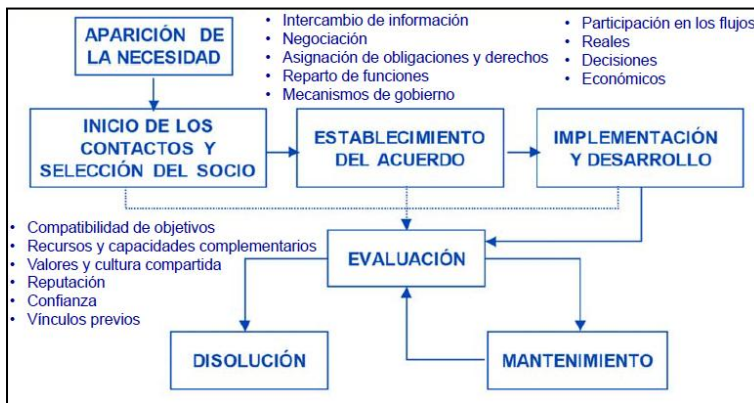 APARICIÓN DE
LA NECESIDAD
• Intercambio de información
• Negociación
• Asignación de obligaciones y derechos
• Reparto de funciones
• Mecanismos de gobierno
• Participación en los flujos
• Reales
• Decisiones
• Económicos
INICIO DE LOS
CONTACTOS Y
SELECCIÓN DEL SOCIO
ESTABLECIMIENTO
DEL ACUERDO
IMPLEMENTACIÓN
Y DESARROLLO
• Compatibilidad de objetivos
• Recursos y capacidades complementarios
• Valores y cultura compartida
• Reputación
• Confianza
• Vínculos previos
EVALUACIÓN
DISOLUCIÓN
MANTENIMIENTO